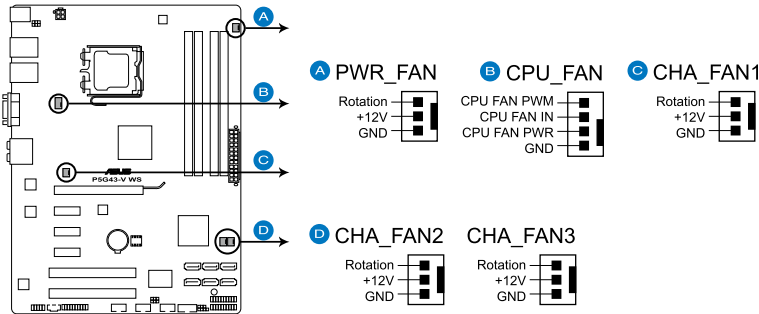 A
B
C
D
ASUS
P5G43-V WS
A PWR_FAN
Rotation
+12V
GND
B CPU_FAN
CPU FAN PWM
CPU FAN IN
CPU FAN PWR
GND
C CHA_FAN1
Rotation
+12V
GND
D CHA_FAN2
Rotation
+12V
GND
CHA_FAN3
Rotation
+12V
GND